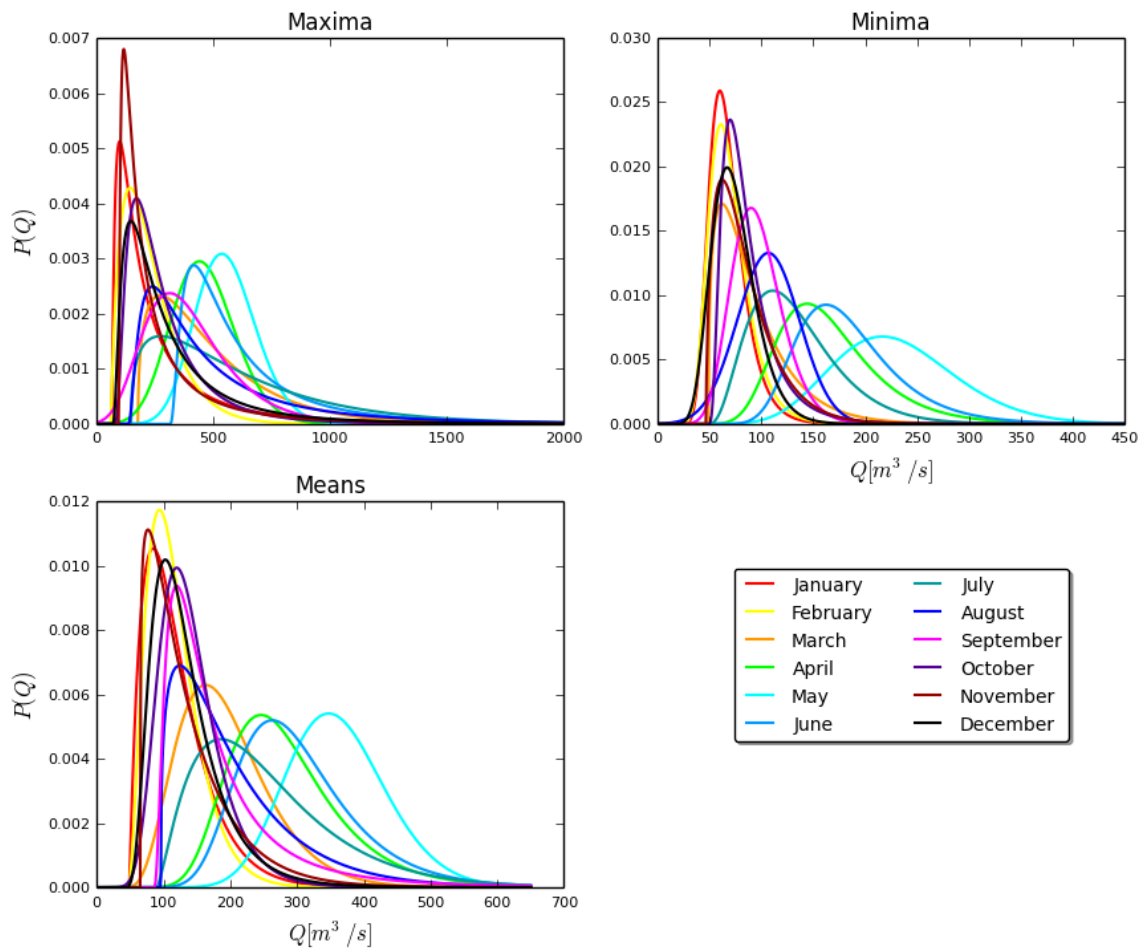 Maxima
0.007
0.006
0.005
0.004
0.003
0.002
0.001
0.000
P(Q)
0 500 1000 1500 2000
Minima
0.030
0.025
0.020
0.015
0.010
0.005
0.000
0 50 100 150 200 250 300 350 400 450
Q[m³ /s]
Means
0.012
0.010
0.008
0.006
0.004
0.002
0.000
P(Q)
0 100 200 300 400 500 600 700
Q[m³ /s]
January
February
March
April
May
June
July
August
September
October
November
December